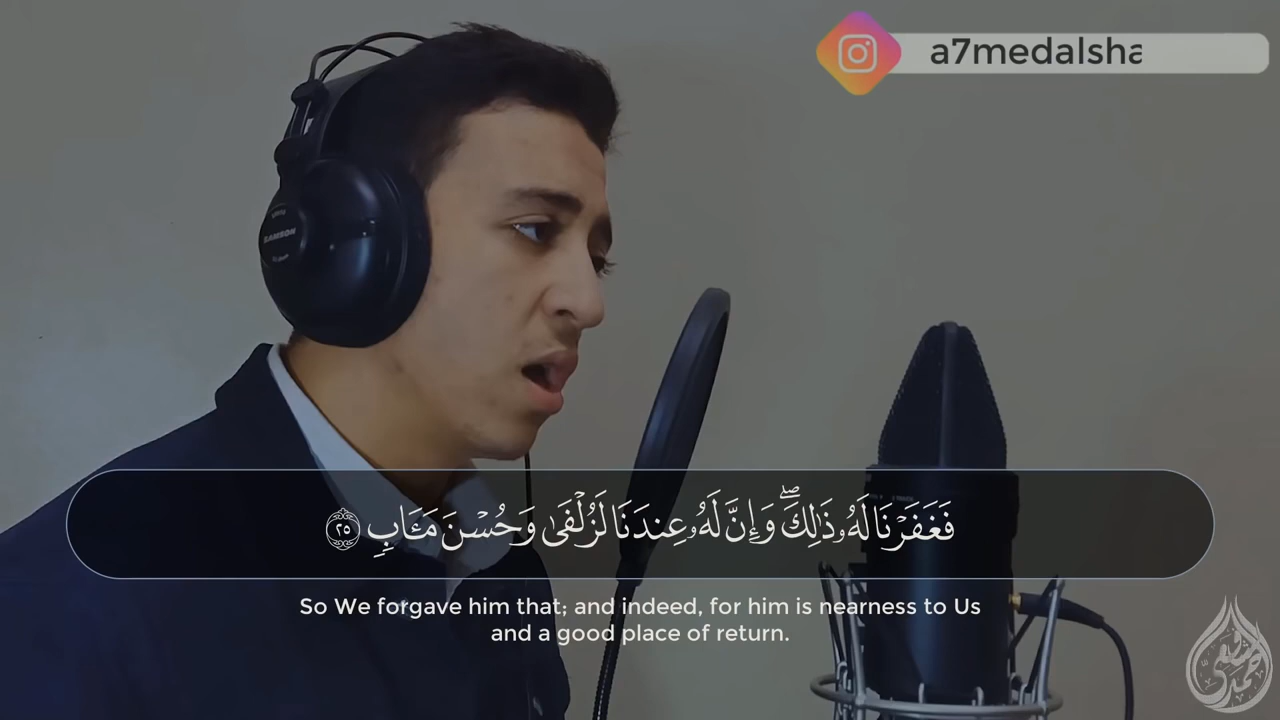 a7medalsha
SAMSON
فَغَفَرْنَا لَهُۥ ذَٰلِكَ ۖ وَإِنَّ لَهُۥ عِندَنَا لَزُلْفَىٰ وَحُسْنَ مَـَٔابٍ ٢٥
So We forgave him that; and indeed, for him is nearness to Us
and a good place of return.